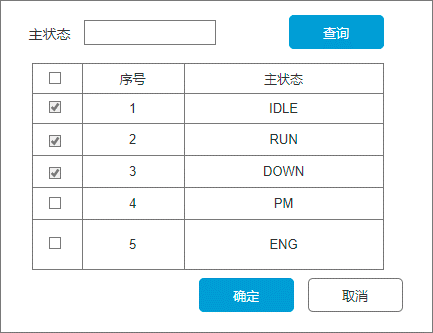 主状态 查询
序号 主状态
1 IDLE
2 RUN
3 DOWN
4 PM
5 ENG
确定 取消